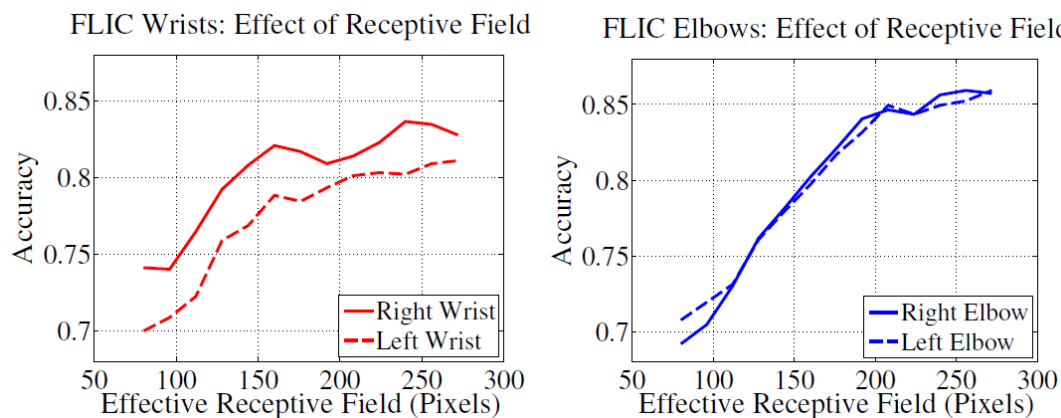 FLIC Wrists: Effect of Receptive Field
0.85
0.8
0.75
0.7
Accuracy
Right Wrist
Left Wrist
50 100 150 200 250 300
Effective Receptive Field (Pixels)
FLIC Elbows: Effect of Receptive Fiel
0.85
0.8
0.75
0.7
Accuracy
Right Elbow
Left Elbow
50 100 150 200 250 300
Effective Receptive Field (Pixels)